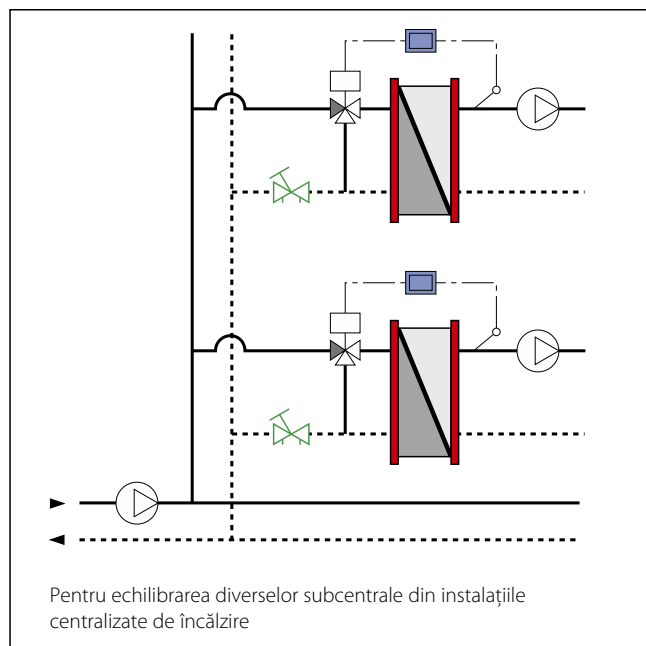 Pentru echilibrarea diverselor subcentrale din instalațiile
centralizate de încălzire